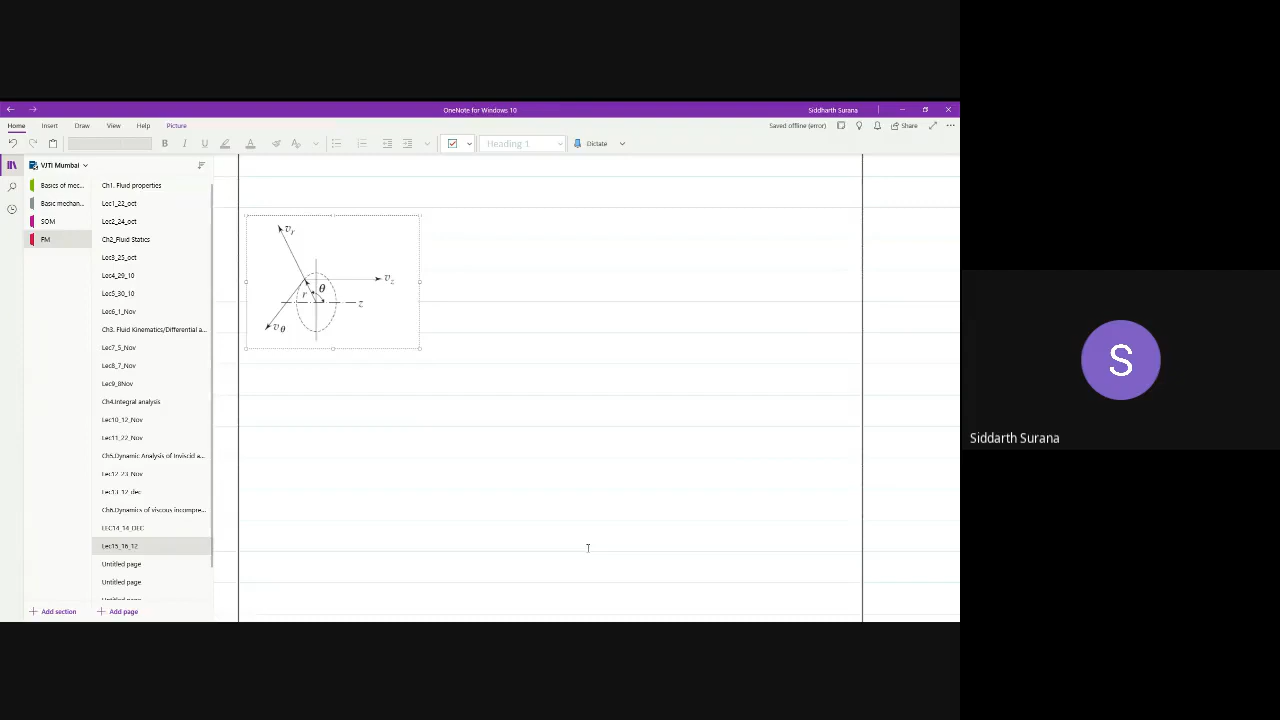 OneNote for Windows 10
Siddharth Surana
Home Insert Draw View Help Picture
Saved offline (error)
Share
B I U A
Heading 1
Dictate
VJTI Mumbai
Basics of mec...
Basic mechan...
SOM
FM
Ch1. Fluid properties
Lec1_22_oct
Lec2_24_oct
Ch2_Fluid Statics
Lec3_25_oct
Lec4_29_10
Lec5_30_10
Lec6_1_Nov
Ch3. Fluid Kinematics/Differential a...
Lec7_5_Nov
Lec8_7_Nov
Lec9_8Nov
Ch4.Integral analysis
Lec10_12_Nov
Lec11_22_Nov
Ch5.Dynamic Analysis of Inviscid a...
Lec12_23_Nov
Lec13_12_dec
Ch6.Dynamics of viscous incompre...
LEC14_14_DEC
Lec15_16_12
Untitled page
Untitled page
Untitled page
Add section
Add page
v_r
v_z
θ
r
z
v_θ
S
Siddarth Surana